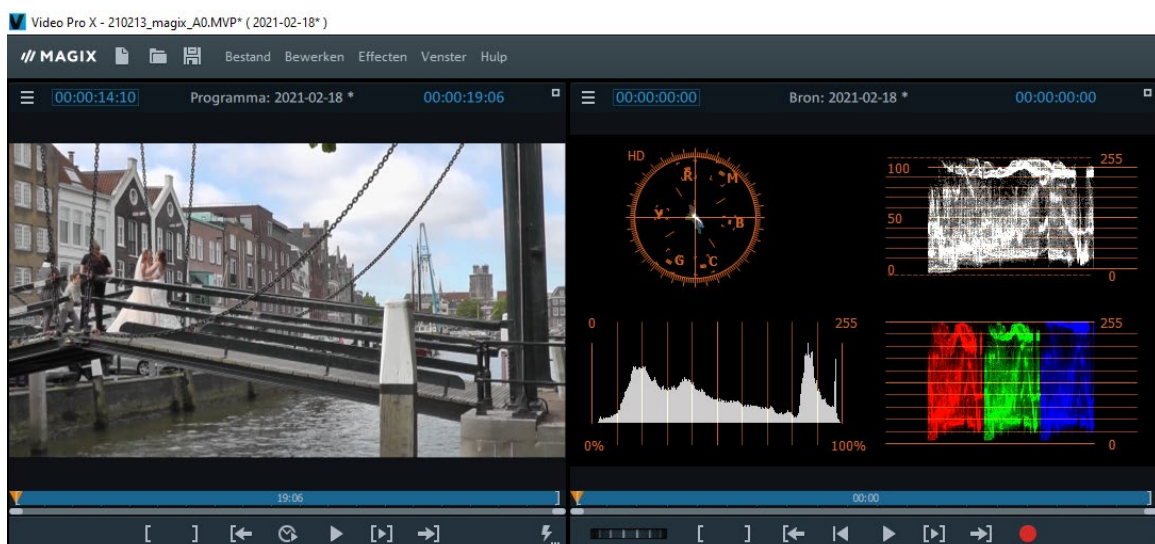 Video Pro X - 210213_magix_A0.MVP* ( 2021-02-18* )
MAGIX Bestand Bewerken Effecten Venster Hulp
00:00:14:10 Programma: 2021-02-18 * 00:00:19:06
00:00:00:00 Bron: 2021-02-18 * 00:00:00:00
HD
R M
Y B
G C
100 255
50
0 0
0 255
0% 100%
255
0
19:06
00:00